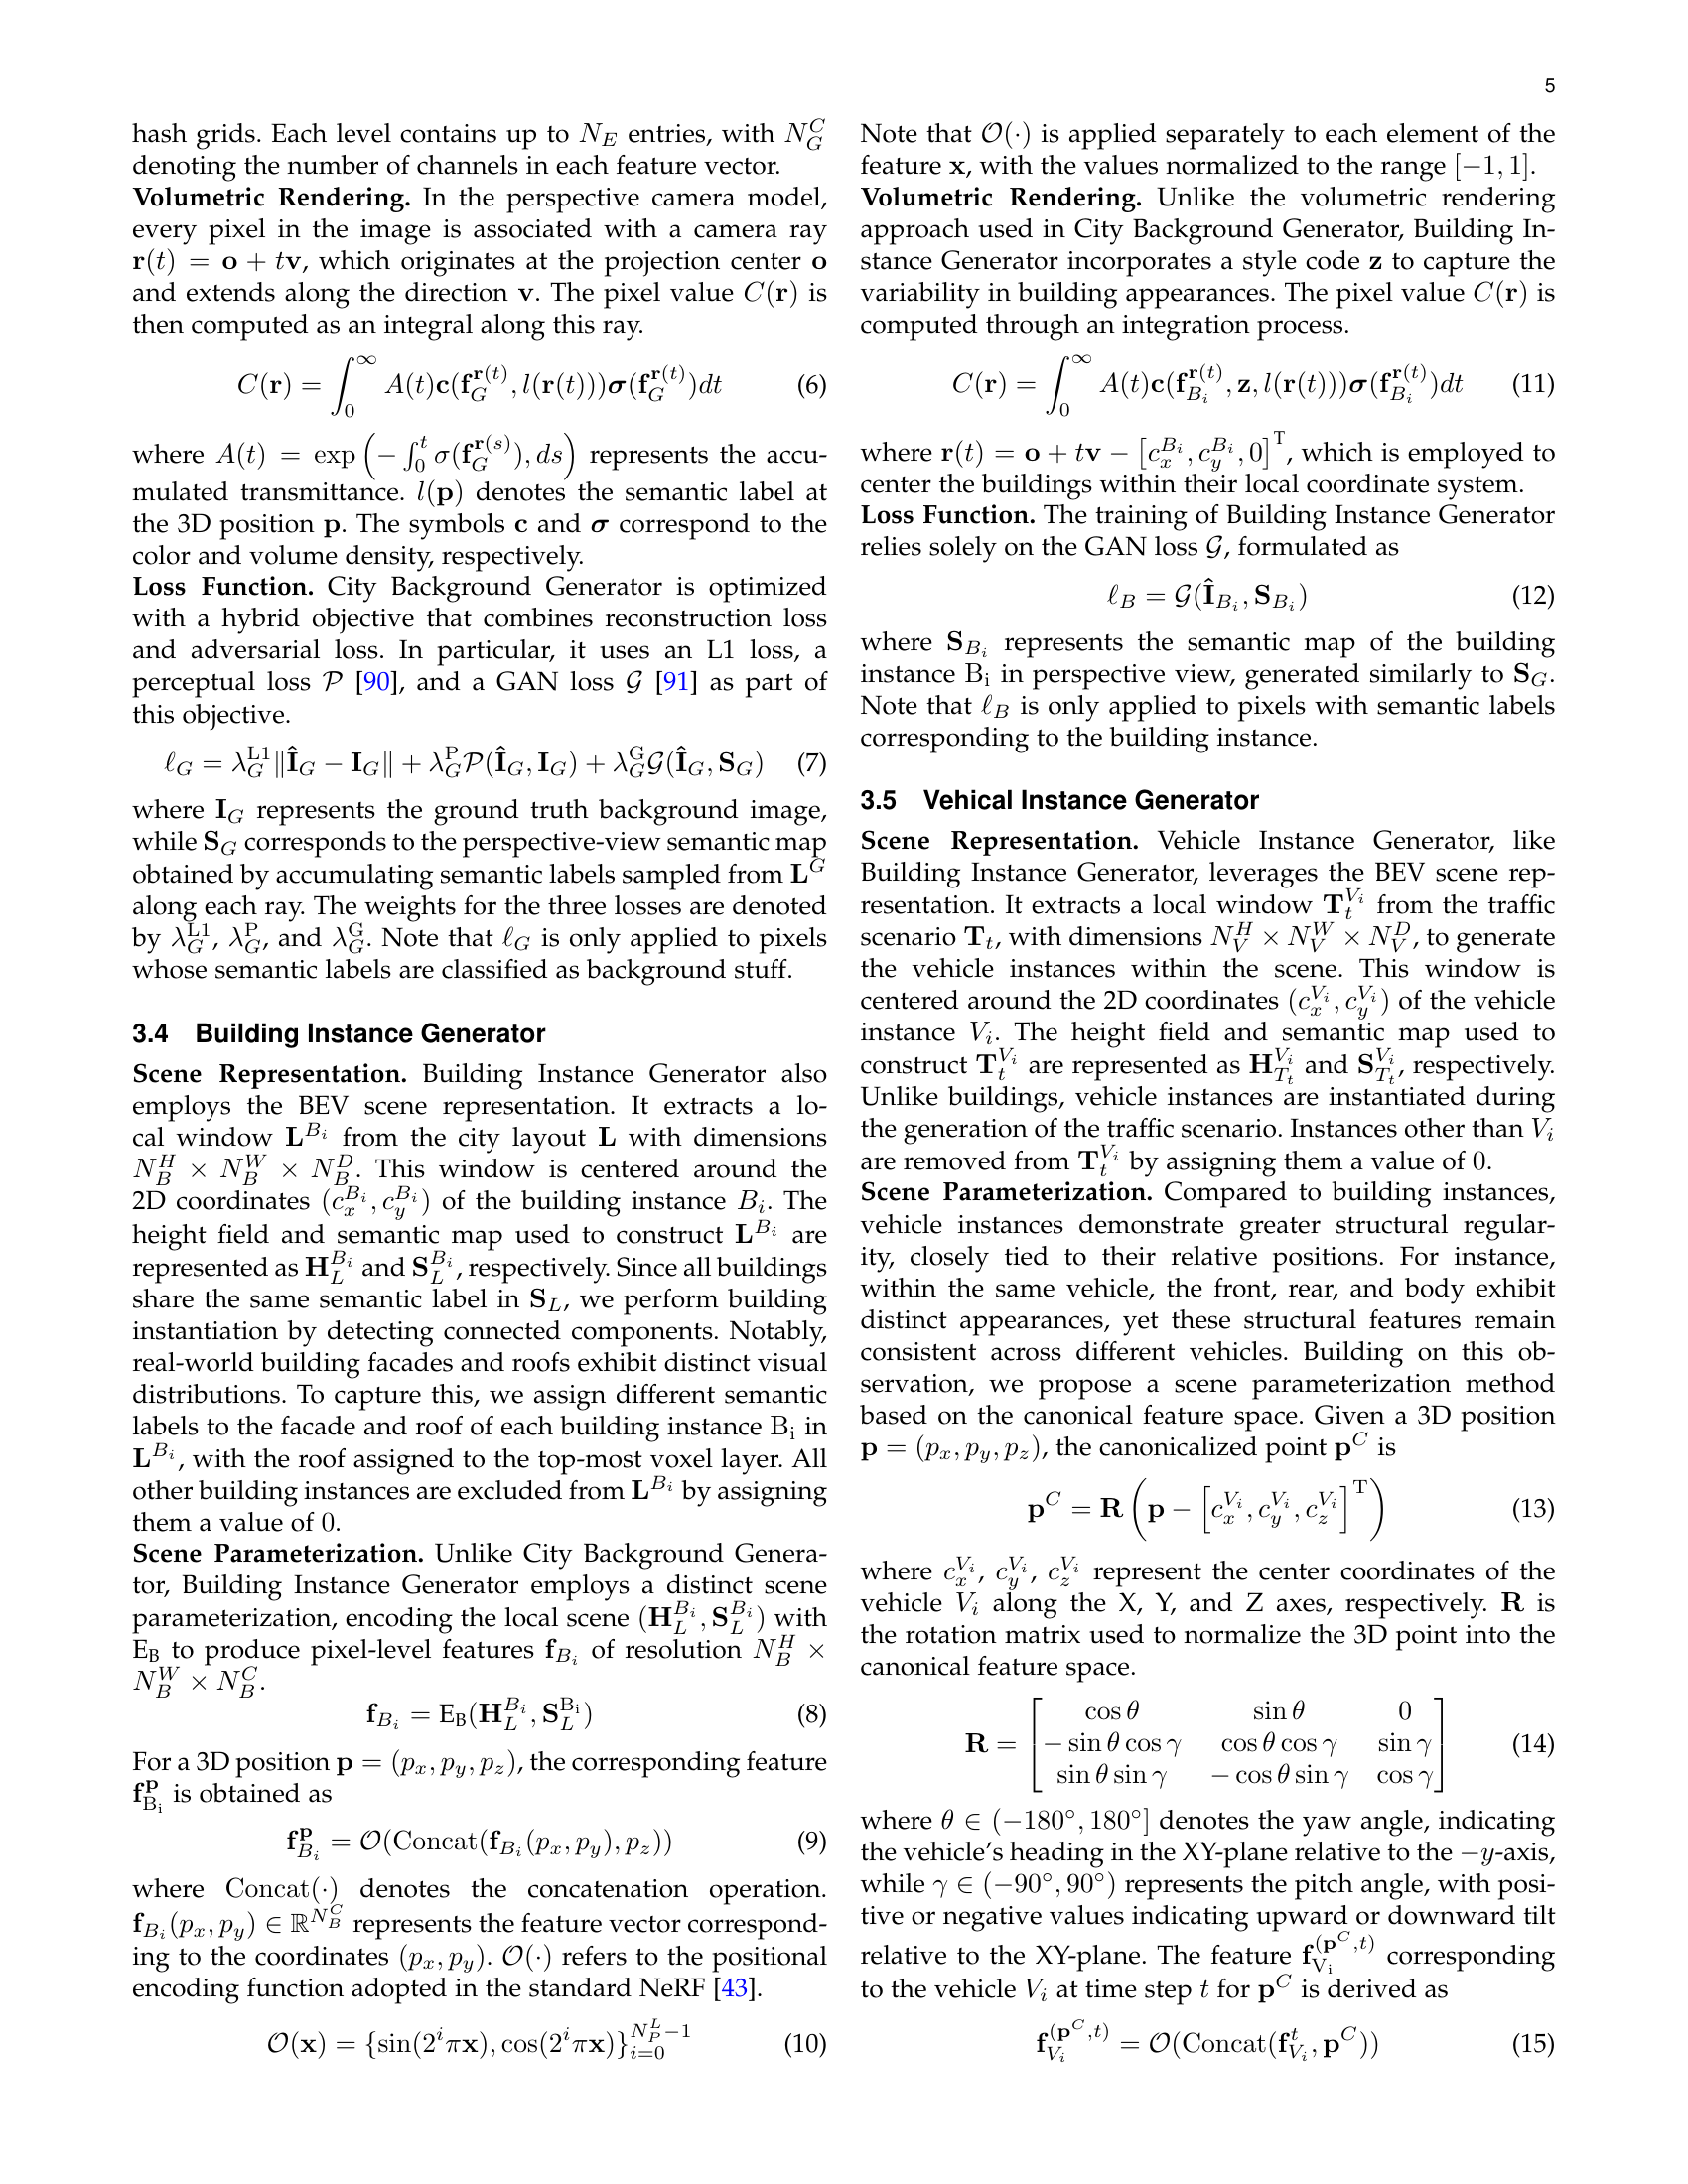 5
hash grids. Each level contains up to $N_E$ entries, with $N_G^C$
denoting the number of channels in each feature vector.
Volumetric Rendering. In the perspective camera model,
every pixel in the image is associated with a camera ray
$\mathbf{r}(t) = \mathbf{o} + t\mathbf{v}$, which originates at the projection center $\mathbf{o}$
and extends along the direction $\mathbf{v}$. The pixel value $C(\mathbf{r})$ is
then computed as an integral along this ray.
$C(\mathbf{r}) = \int_0^\infty A(t)\mathbf{c}(\mathbf{f}_G^{\mathbf{r}(t)}, l(\mathbf{r}(t)))\boldsymbol{\sigma}(\mathbf{f}_G^{\mathbf{r}(t)})dt$ (6)
where $A(t) = \exp\left(-\int_0^t \sigma(\mathbf{f}_G^{\mathbf{r}(s)}), ds\right)$ represents the accu-
mulated transmittance. $l(\mathbf{p})$ denotes the semantic label at
the 3D position $\mathbf{p}$. The symbols $\mathbf{c}$ and $\boldsymbol{\sigma}$ correspond to the
color and volume density, respectively.
Loss Function. City Background Generator is optimized
with a hybrid objective that combines reconstruction loss
and adversarial loss. In particular, it uses an L1 loss, a
perceptual loss $\mathcal{P}$ [90], and a GAN loss $\mathcal{G}$ [91] as part of
this objective.
$\ell_G = \lambda_G^{\mathrm{L1}}\|\hat{\mathbf{I}}_G - \mathbf{I}_G\| + \lambda_G^{\mathrm{P}}\mathcal{P}(\hat{\mathbf{I}}_G, \mathbf{I}_G) + \lambda_G^{\mathrm{G}}\mathcal{G}(\hat{\mathbf{I}}_G, \mathbf{S}_G)$ (7)
where $\mathbf{I}_G$ represents the ground truth background image,
while $\mathbf{S}_G$ corresponds to the perspective-view semantic map
obtained by accumulating semantic labels sampled from $\mathbf{L}^G$
along each ray. The weights for the three losses are denoted
by $\lambda_G^{\mathrm{L1}}$, $\lambda_G^{\mathrm{P}}$, and $\lambda_G^{\mathrm{G}}$. Note that $\ell_G$ is only applied to pixels
whose semantic labels are classified as background stuff.
3.4 Building Instance Generator
Scene Representation. Building Instance Generator also
employs the BEV scene representation. It extracts a lo-
cal window $\mathbf{L}^{B_i}$ from the city layout $\mathbf{L}$ with dimensions
$N_B^H \times N_B^W \times N_B^D$. This window is centered around the
2D coordinates $(c_x^{B_i}, c_y^{B_i})$ of the building instance $B_i$. The
height field and semantic map used to construct $\mathbf{L}^{B_i}$ are
represented as $\mathbf{H}_L^{B_i}$ and $\mathbf{S}_L^{B_i}$, respectively. Since all buildings
share the same semantic label in $\mathbf{S}_L$, we perform building
instantiation by detecting connected components. Notably,
real-world building facades and roofs exhibit distinct visual
distributions. To capture this, we assign different semantic
labels to the facade and roof of each building instance $\mathrm{B_i}$ in
$\mathbf{L}^{B_i}$, with the roof assigned to the top-most voxel layer. All
other building instances are excluded from $\mathbf{L}^{B_i}$ by assigning
them a value of 0.
Scene Parameterization. Unlike City Background Genera-
tor, Building Instance Generator employs a distinct scene
parameterization, encoding the local scene $(\mathbf{H}_L^{B_i}, \mathbf{S}_L^{B_i})$ with
$\mathrm{E_B}$ to produce pixel-level features $\mathbf{f}_{B_i}$ of resolution $N_B^H \times$
$N_B^W \times N_B^C$.
$\mathbf{f}_{B_i} = \mathrm{E_B}(\mathbf{H}_L^{B_i}, \mathbf{S}_L^{\mathrm{B_i}})$ (8)
For a 3D position $\mathbf{p} = (p_x, p_y, p_z)$, the corresponding feature
$\mathbf{f}_{\mathrm{B_i}}^{\mathbf{p}}$ is obtained as
$\mathbf{f}_{B_i}^{\mathbf{p}} = \mathcal{O}(\mathrm{Concat}(\mathbf{f}_{B_i}(p_x, p_y), p_z))$ (9)
where $\mathrm{Concat}(\cdot)$ denotes the concatenation operation.
$\mathbf{f}_{B_i}(p_x, p_y) \in \mathbb{R}^{N_B^C}$ represents the feature vector correspond-
ing to the coordinates $(p_x, p_y)$. $\mathcal{O}(\cdot)$ refers to the positional
encoding function adopted in the standard NeRF [43].
$\mathcal{O}(\mathbf{x}) = \{\sin(2^i\pi\mathbf{x}), \cos(2^i\pi\mathbf{x})\}_{i=0}^{N_P^L-1}$ (10)
Note that $\mathcal{O}(\cdot)$ is applied separately to each element of the
feature $\mathbf{x}$, with the values normalized to the range $[-1, 1]$.
Volumetric Rendering. Unlike the volumetric rendering
approach used in City Background Generator, Building In-
stance Generator incorporates a style code $\mathbf{z}$ to capture the
variability in building appearances. The pixel value $C(\mathbf{r})$ is
computed through an integration process.
$C(\mathbf{r}) = \int_0^\infty A(t)\mathbf{c}(\mathbf{f}_{B_i}^{\mathbf{r}(t)}, \mathbf{z}, l(\mathbf{r}(t)))\boldsymbol{\sigma}(\mathbf{f}_{B_i}^{\mathbf{r}(t)})dt$ (11)
where $\mathbf{r}(t) = \mathbf{o} + t\mathbf{v} - \left[c_x^{B_i}, c_y^{B_i}, 0\right]^{\mathrm{T}}$, which is employed to
center the buildings within their local coordinate system.
Loss Function. The training of Building Instance Generator
relies solely on the GAN loss $\mathcal{G}$, formulated as
$\ell_B = \mathcal{G}(\hat{\mathbf{I}}_{B_i}, \mathbf{S}_{B_i})$ (12)
where $\mathbf{S}_{B_i}$ represents the semantic map of the building
instance $\mathrm{B_i}$ in perspective view, generated similarly to $\mathbf{S}_G$.
Note that $\ell_B$ is only applied to pixels with semantic labels
corresponding to the building instance.
3.5 Vehical Instance Generator
Scene Representation. Vehicle Instance Generator, like
Building Instance Generator, leverages the BEV scene rep-
resentation. It extracts a local window $\mathbf{T}_t^{V_i}$ from the traffic
scenario $\mathbf{T}_t$, with dimensions $N_V^H \times N_V^W \times N_V^D$, to generate
the vehicle instances within the scene. This window is
centered around the 2D coordinates $(c_x^{V_i}, c_y^{V_i})$ of the vehicle
instance $V_i$. The height field and semantic map used to
construct $\mathbf{T}_t^{V_i}$ are represented as $\mathbf{H}_{T_t}^{V_i}$ and $\mathbf{S}_{T_t}^{V_i}$, respectively.
Unlike buildings, vehicle instances are instantiated during
the generation of the traffic scenario. Instances other than $V_i$
are removed from $\mathbf{T}_t^{V_i}$ by assigning them a value of 0.
Scene Parameterization. Compared to building instances,
vehicle instances demonstrate greater structural regular-
ity, closely tied to their relative positions. For instance,
within the same vehicle, the front, rear, and body exhibit
distinct appearances, yet these structural features remain
consistent across different vehicles. Building on this ob-
servation, we propose a scene parameterization method
based on the canonical feature space. Given a 3D position
$\mathbf{p} = (p_x, p_y, p_z)$, the canonicalized point $\mathbf{p}^C$ is
$\mathbf{p}^C = \mathbf{R}\left(\mathbf{p} - \left[c_x^{V_i}, c_y^{V_i}, c_z^{V_i}\right]^{\mathrm{T}}\right)$ (13)
where $c_x^{V_i}$, $c_y^{V_i}$, $c_z^{V_i}$ represent the center coordinates of the
vehicle $V_i$ along the X, Y, and Z axes, respectively. $\mathbf{R}$ is
the rotation matrix used to normalize the 3D point into the
canonical feature space.
$\mathbf{R} = \begin{bmatrix} \cos\theta & \sin\theta & 0 \\ -\sin\theta\cos\gamma & \cos\theta\cos\gamma & \sin\gamma \\ \sin\theta\sin\gamma & -\cos\theta\sin\gamma & \cos\gamma \end{bmatrix}$ (14)
where $\theta \in (-180^\circ, 180^\circ]$ denotes the yaw angle, indicating
the vehicle's heading in the XY-plane relative to the $-y$-axis,
while $\gamma \in (-90^\circ, 90^\circ)$ represents the pitch angle, with posi-
tive or negative values indicating upward or downward tilt
relative to the XY-plane. The feature $\mathbf{f}_{\mathrm{V_i}}^{(\mathbf{p}^C,t)}$ corresponding
to the vehicle $V_i$ at time step $t$ for $\mathbf{p}^C$ is derived as
$\mathbf{f}_{V_i}^{(\mathbf{p}^C,t)} = \mathcal{O}(\mathrm{Concat}(\mathbf{f}_{V_i}^t, \mathbf{p}^C))$ (15)